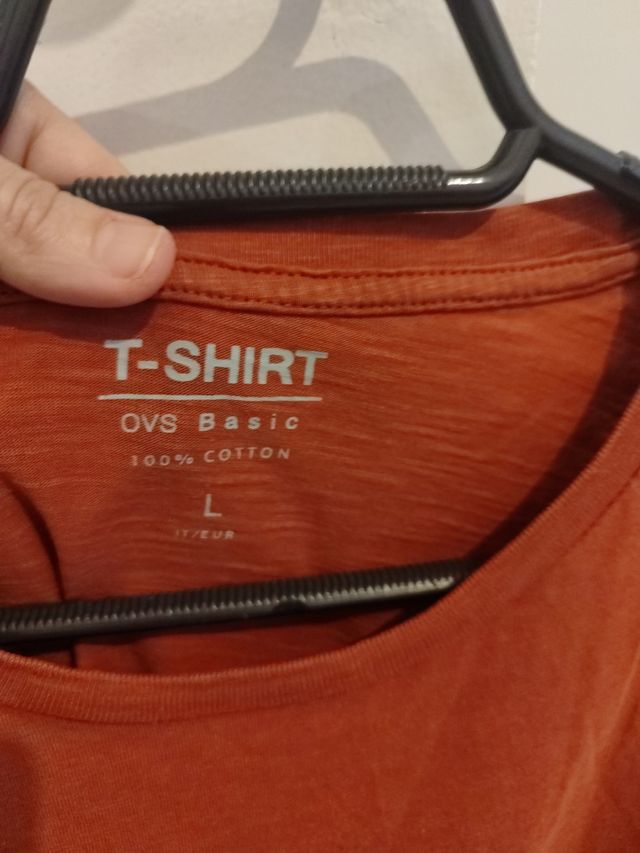 T-SHIRT
OVS Basic
100% COTTON
L
IT/EUR